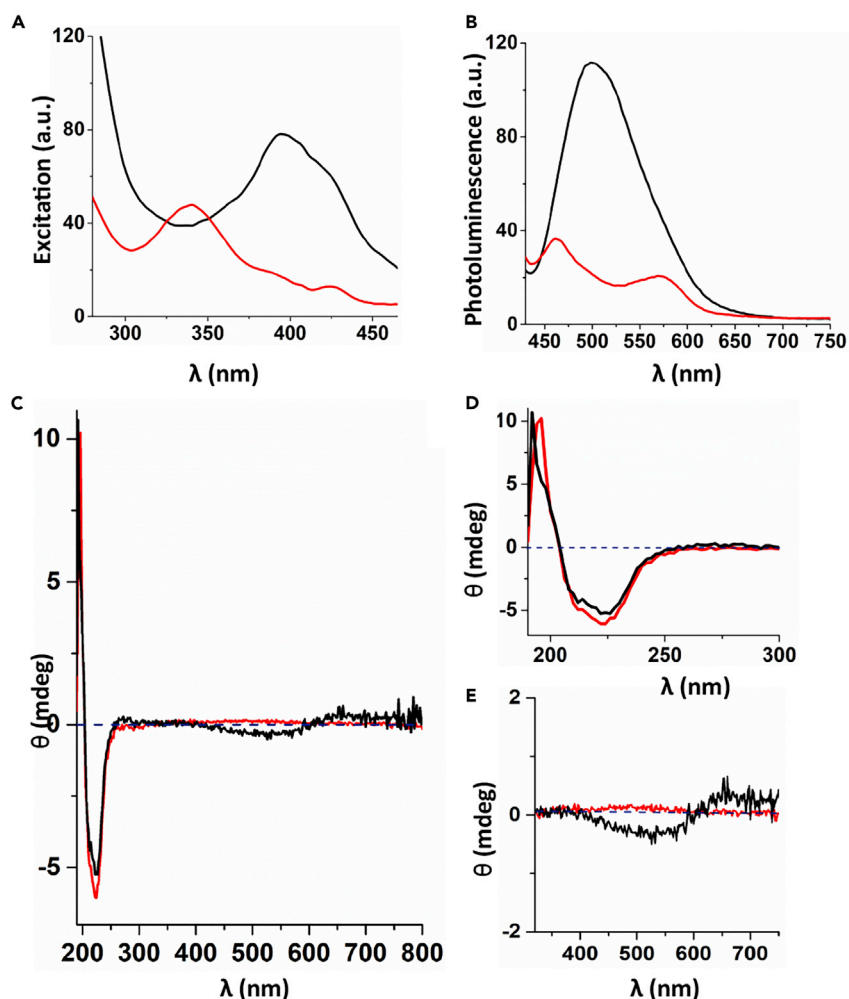 A
Excitation (a.u.)
120
80
40
0
300 350 400 450
λ (nm)
B
Photoluminescence (a.u.)
120
80
40
0
450 500 550 600 650 700 750
λ (nm)
C
θ (mdeg)
10
5
0
-5
200 300 400 500 600 700 800
λ (nm)
D
θ (mdeg)
10
5
0
-5
200 250 300
λ (nm)
E
θ (mdeg)
2
0
-2
400 500 600 700
λ (nm)